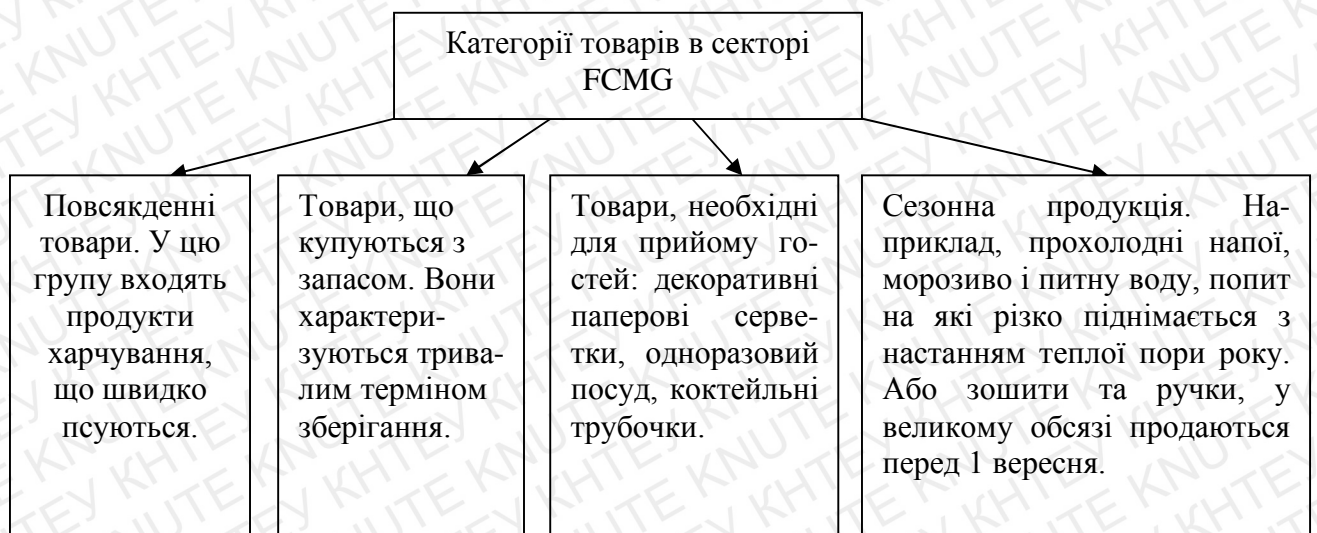 Категорії товарів в секторі
FCMG
Повсякденні
товари. У цю
групу входять
продукти
харчування,
що швидко
псуються.
Товари, що
купуються з
запасом. Вони
характери-
зуються трива-
лим терміном
зберігання.
Товари, необхідні
для прийому го-
стей: декоративні
паперові серве-
тки, одноразовий
посуд, коктейльні
трубочки.
Сезонна продукція. На-
приклад, прохолодні напої,
морозиво і питну воду, попит
на які різко піднімається з
настанням теплої пори року.
Або зошити та ручки, у
великому обсязі продаються
перед 1 вересня.